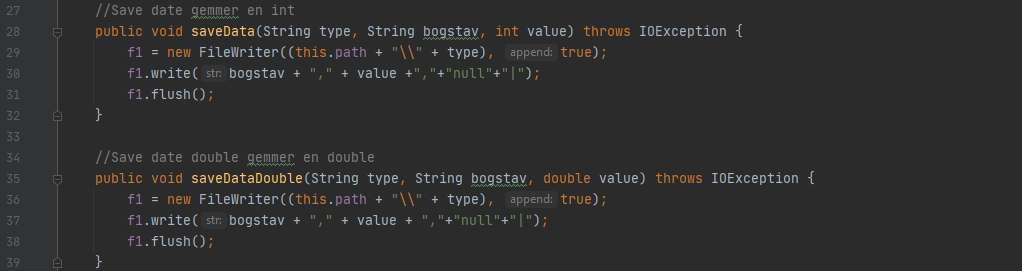 27 //Save date gemmer en int
28 public void saveData(String type, String bogstav, int value) throws IOException {
29 f1 = new FileWriter((this.path + "\\" + type), append: true);
30 f1.write( str: bogstav + "," + value +","+"null"+"|");
31 f1.flush();
32 }
33
34 //Save date double gemmer en double
35 public void saveDataDouble(String type, String bogstav, double value) throws IOException {
36 f1 = new FileWriter((this.path + "\\" + type), append: true);
37 f1.write( str: bogstav + "," + value + ","+"null"+"|");
38 f1.flush();
39 }